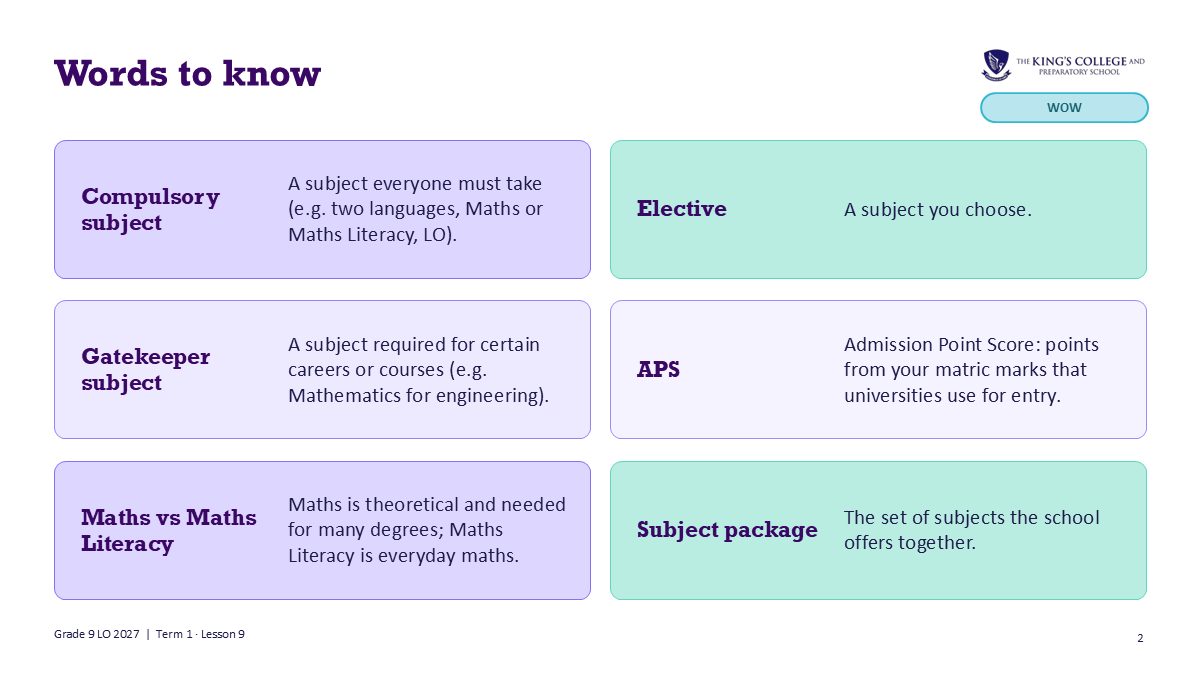 Words to know
THE KING'S COLLEGE AND
PREPARATORY SCHOOL
WOW
Compulsory
subject
A subject everyone must take
(e.g. two languages, Maths or
Maths Literacy, LO).
Elective
A subject you choose.
Gatekeeper
subject
A subject required for certain
careers or courses (e.g.
Mathematics for engineering).
APS
Admission Point Score: points
from your matric marks that
universities use for entry.
Maths vs Maths
Literacy
Maths is theoretical and needed
for many degrees; Maths
Literacy is everyday maths.
Subject package
The set of subjects the school
offers together.
Grade 9 LO 2027 | Term 1 · Lesson 9
2